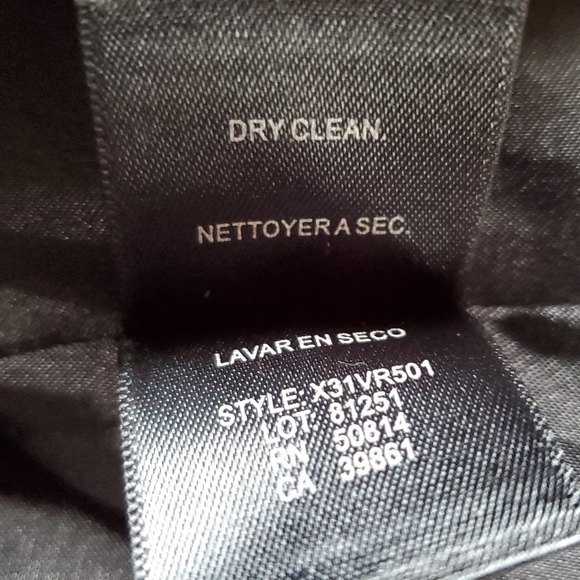 DRY CLEAN.
NETTOYER A SEC.
LAVAR EN SECO
STYLE: X31VR501
LOT: 81251
RN 50814
CA 39861